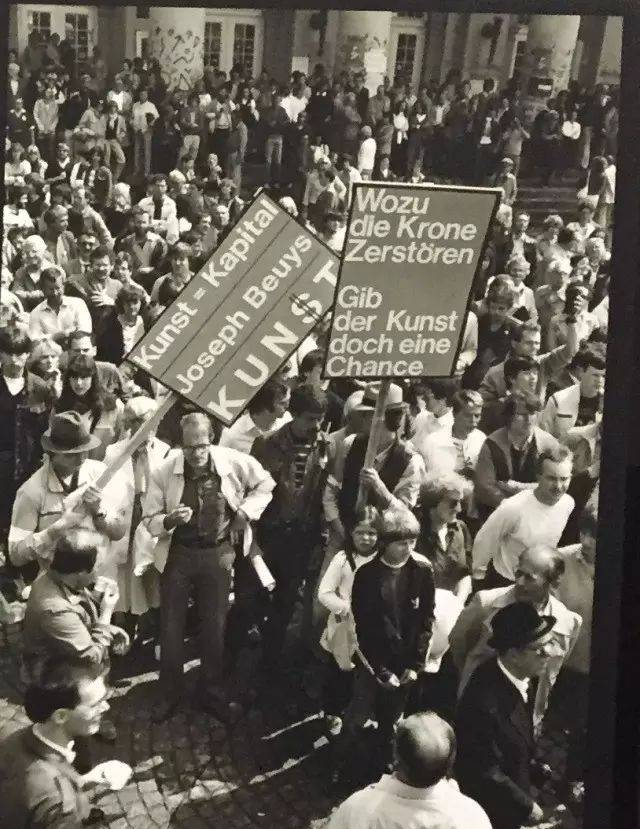 Kunst = Kapital
Joseph Beuys
KUNST
Wozu
die Krone
Zerstören
Gib
der Kunst
doch eine
Chance